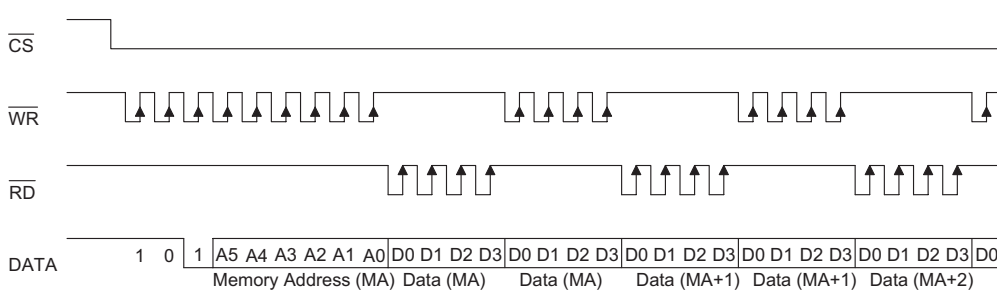 CS
WR
RD
DATA 1 0 1 A5 A4 A3 A2 A1 A0 D0 D1 D2 D3 D0 D1 D2 D3 D0 D1 D2 D3 D0 D1 D2 D3 D0 D1 D2 D3 D0
Memory Address (MA) Data (MA) Data (MA) Data (MA+1) Data (MA+1) Data (MA+2)